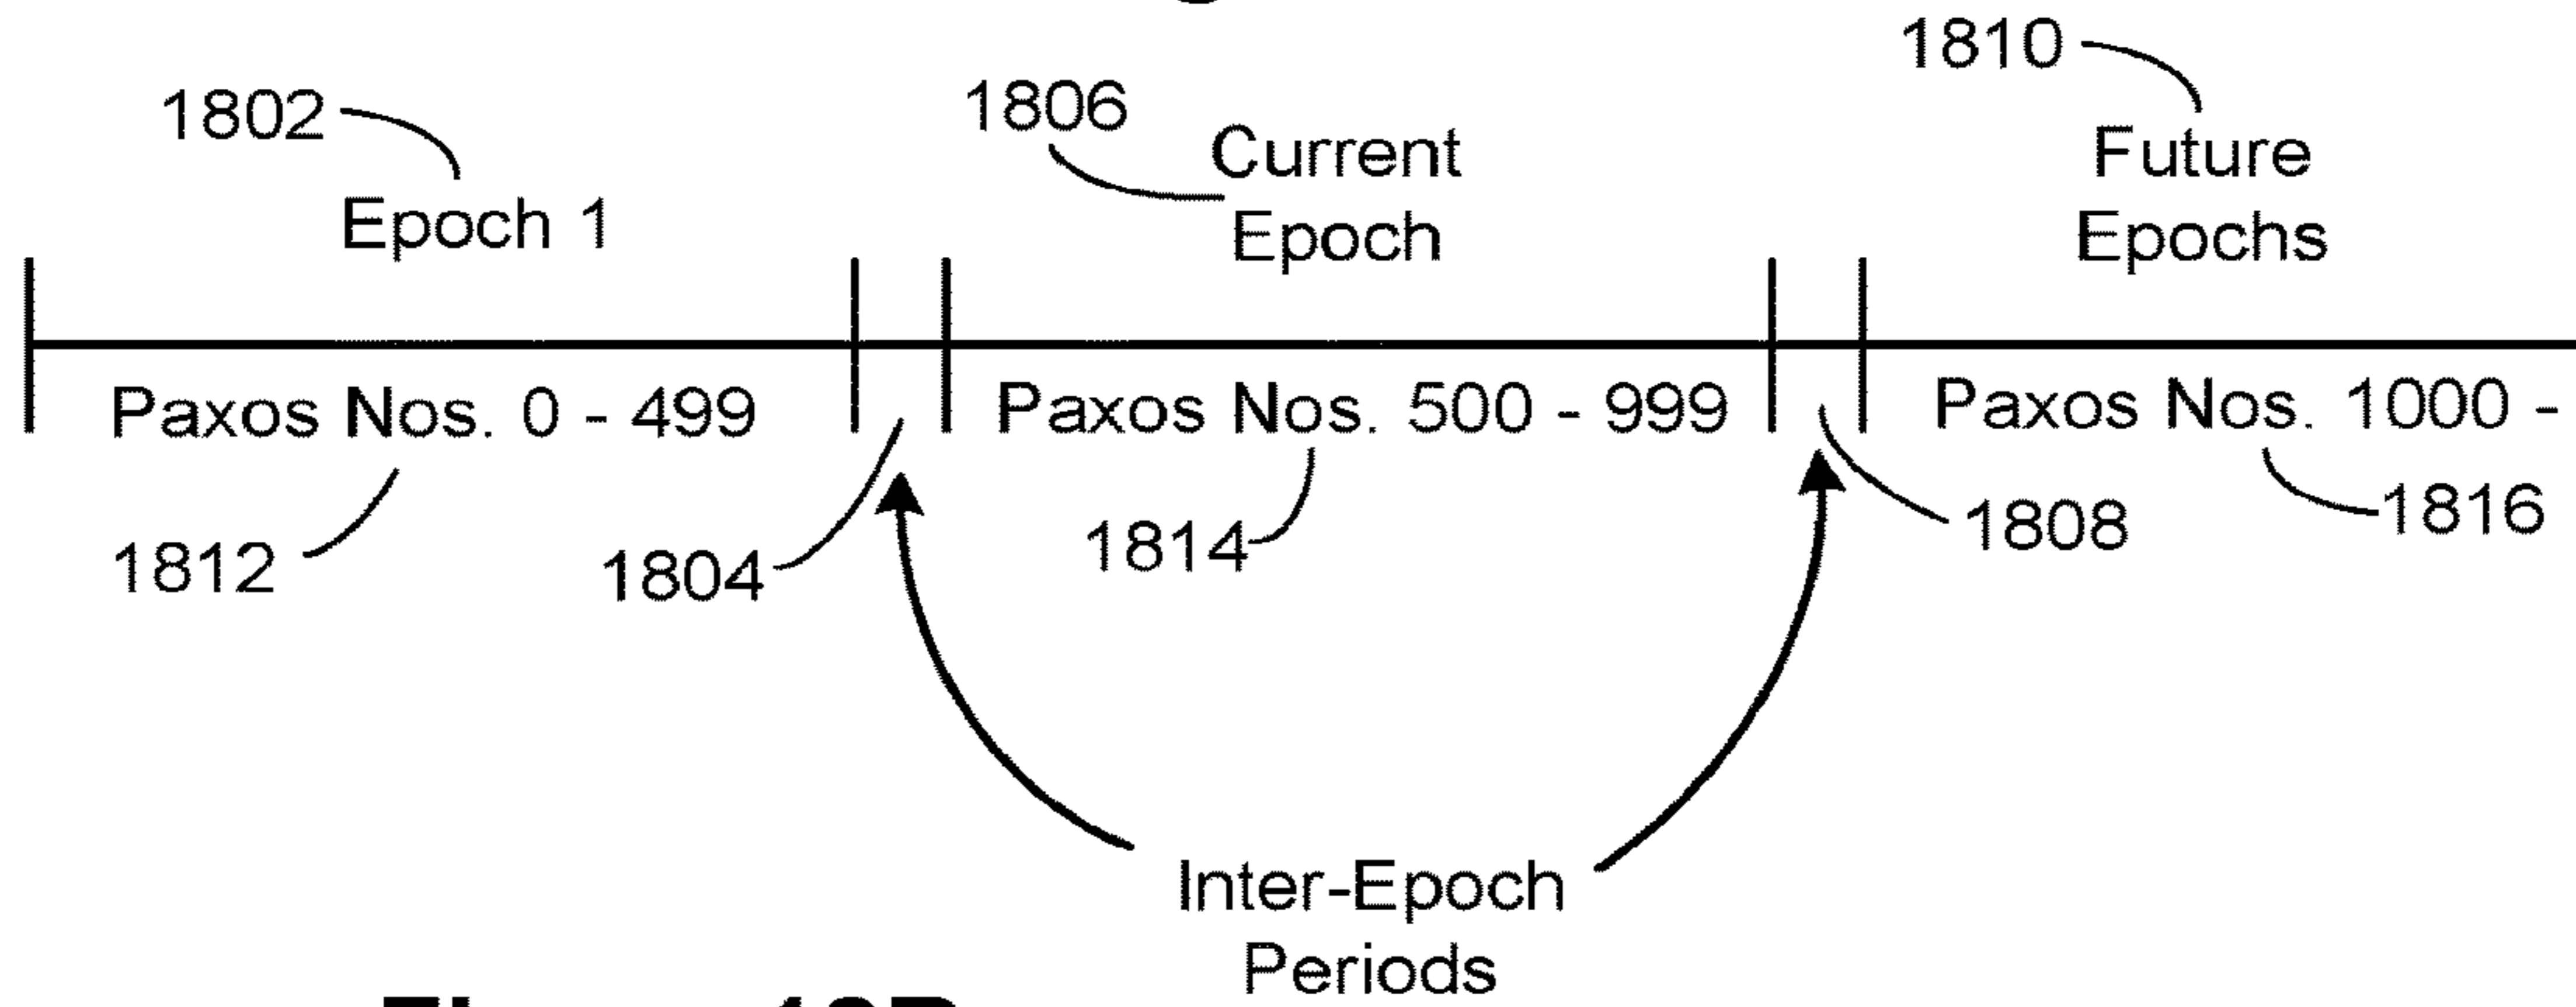 1810
1802
1806
Current
Epoch
Future
Epochs
Epoch 1
Paxos Nos. 0 - 499
Paxos Nos. 500 - 999
Paxos Nos. 1000 -
1812
1804
1814
1808
1816
Inter-Epoch
Periods